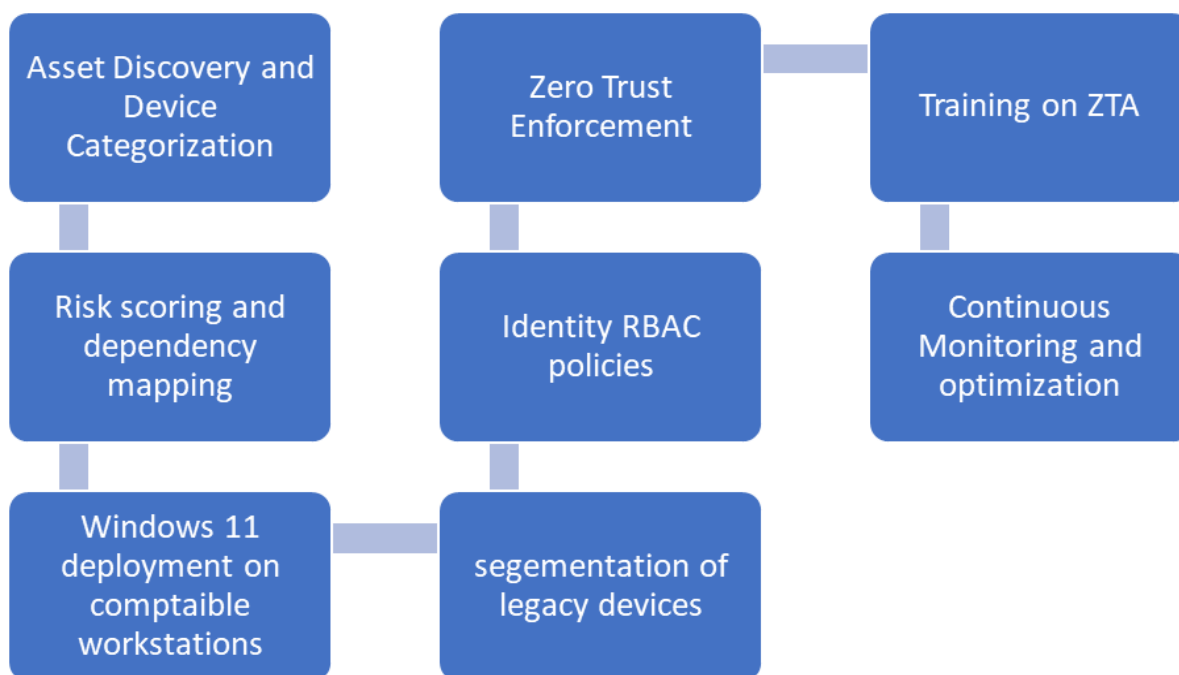 Asset Discovery and
Device
Categorization
Risk scoring and
dependency
mapping
Windows 11
deployment on
comptaible
workstations
segementation of
legacy devices
Identity RBAC
policies
Zero Trust
Enforcement
Training on ZTA
Continuous
Monitoring and
optimization